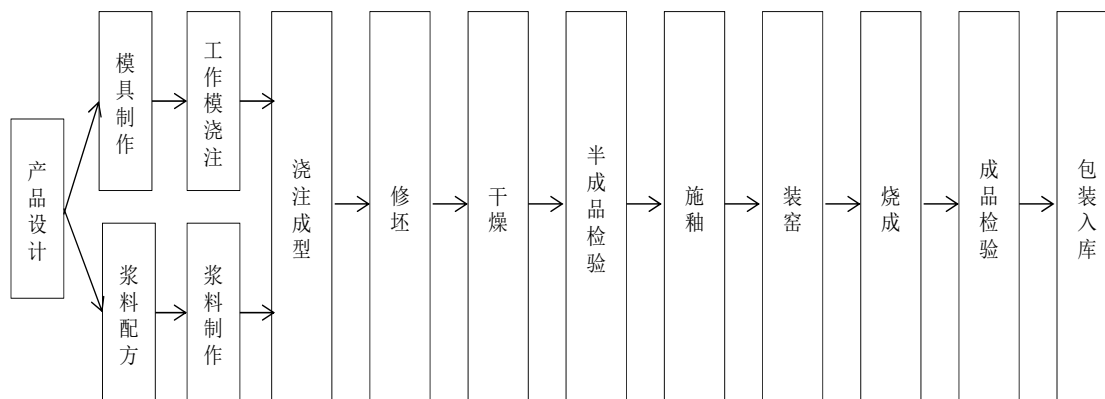 产品设计
模具制作
工作模浇注
浆料配方
浆料制作
浇注成型
修坯
干燥
半成品检验
施釉
装窑
烧成
成品检验
包装入库